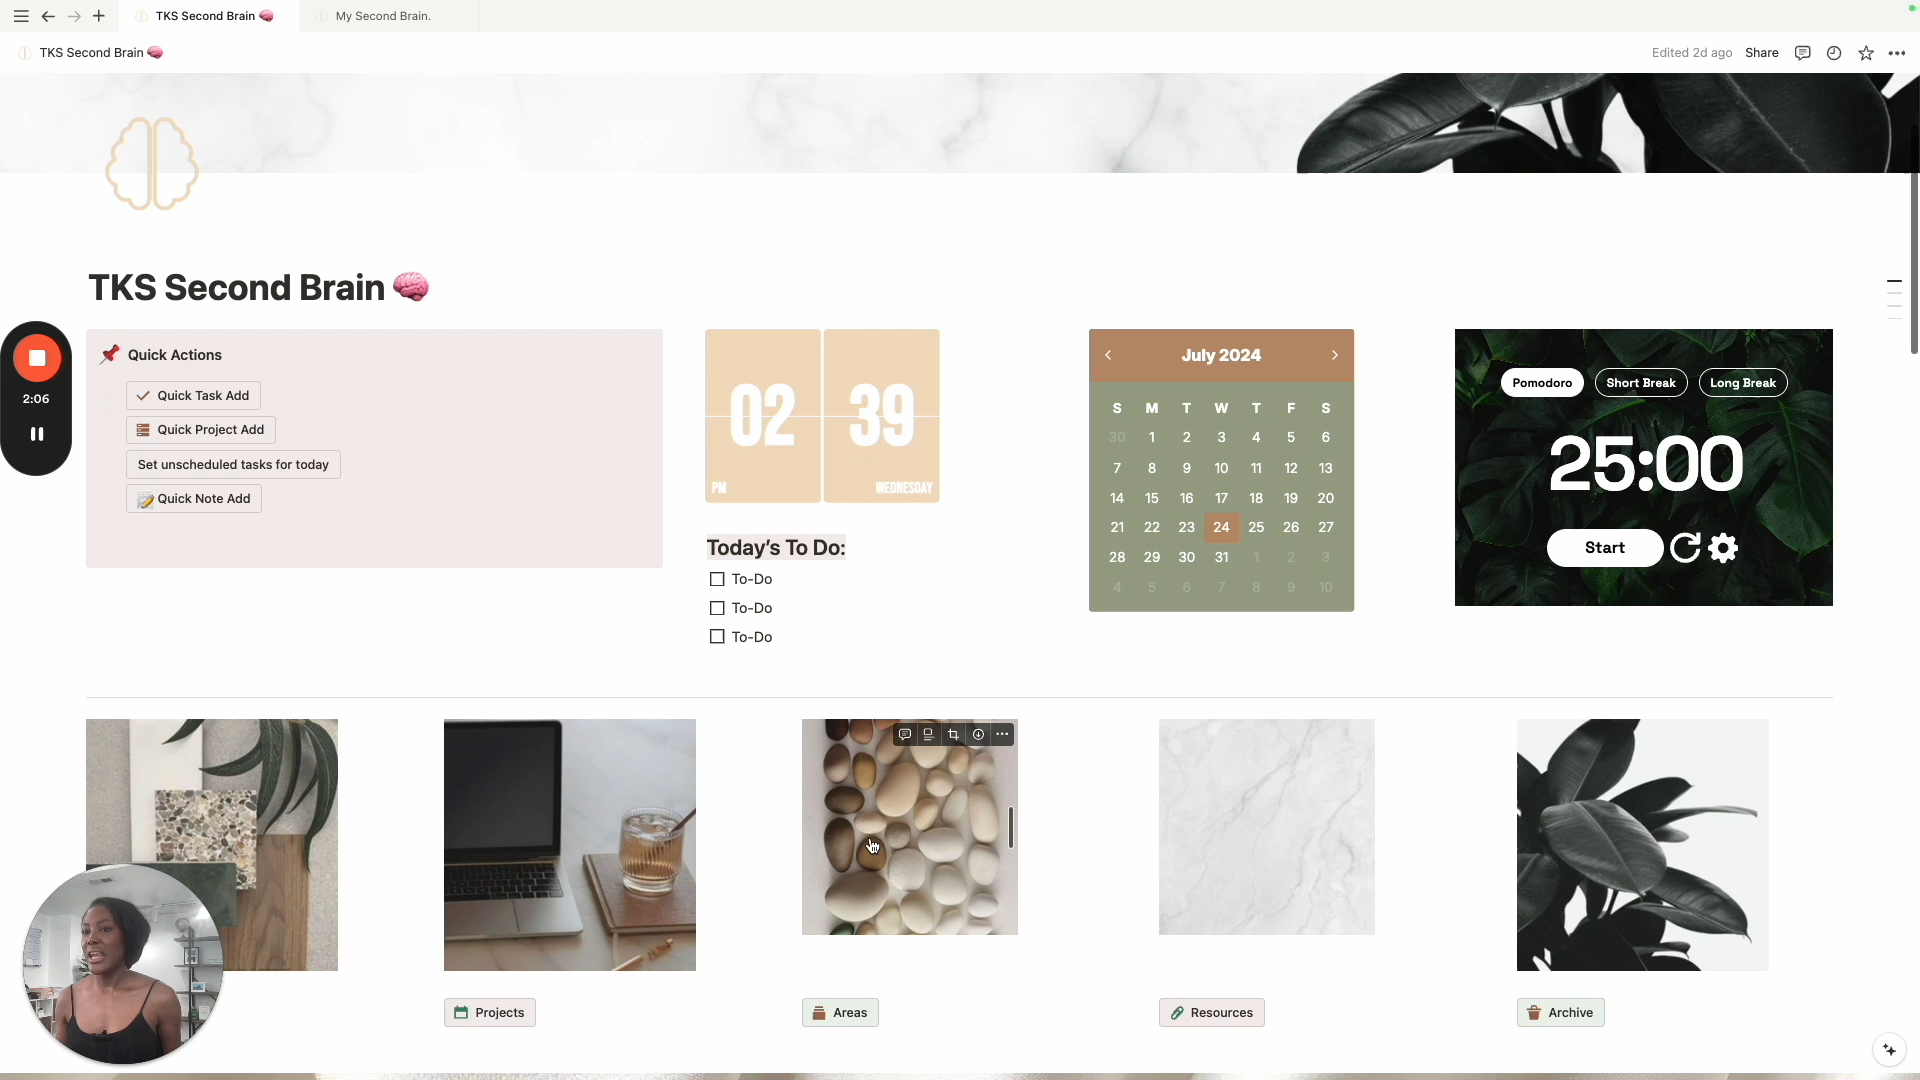 TKS Second Brain 🧠
My Second Brain.
TKS Second Brain 🧠
Edited 2d ago
Share
TKS Second Brain 🧠
2:06
Quick Actions
Quick Task Add
Quick Project Add
Set unscheduled tasks for today
Quick Note Add
02 39
PM WEDNESDAY
Today's To Do:
To-Do
To-Do
To-Do
July 2024
S M T W T F S
30 1 2 3 4 5 6
7 8 9 10 11 12 13
14 15 16 17 18 19 20
21 22 23 24 25 26 27
28 29 30 31 1 2 3
4 5 6 7 8 9 10
Pomodoro Short Break Long Break
25:00
Start
Projects
Areas
Resources
Archive